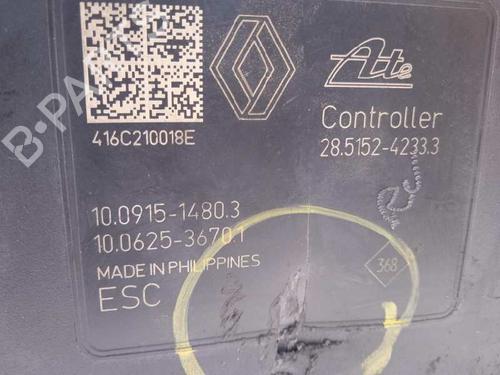 B-PARTS
Ate
416C210018E
Controller
28.5152-4233.3
10.0915-1480.3
10.0625-3670.1
MADE IN PHILIPPINES
368
ESC